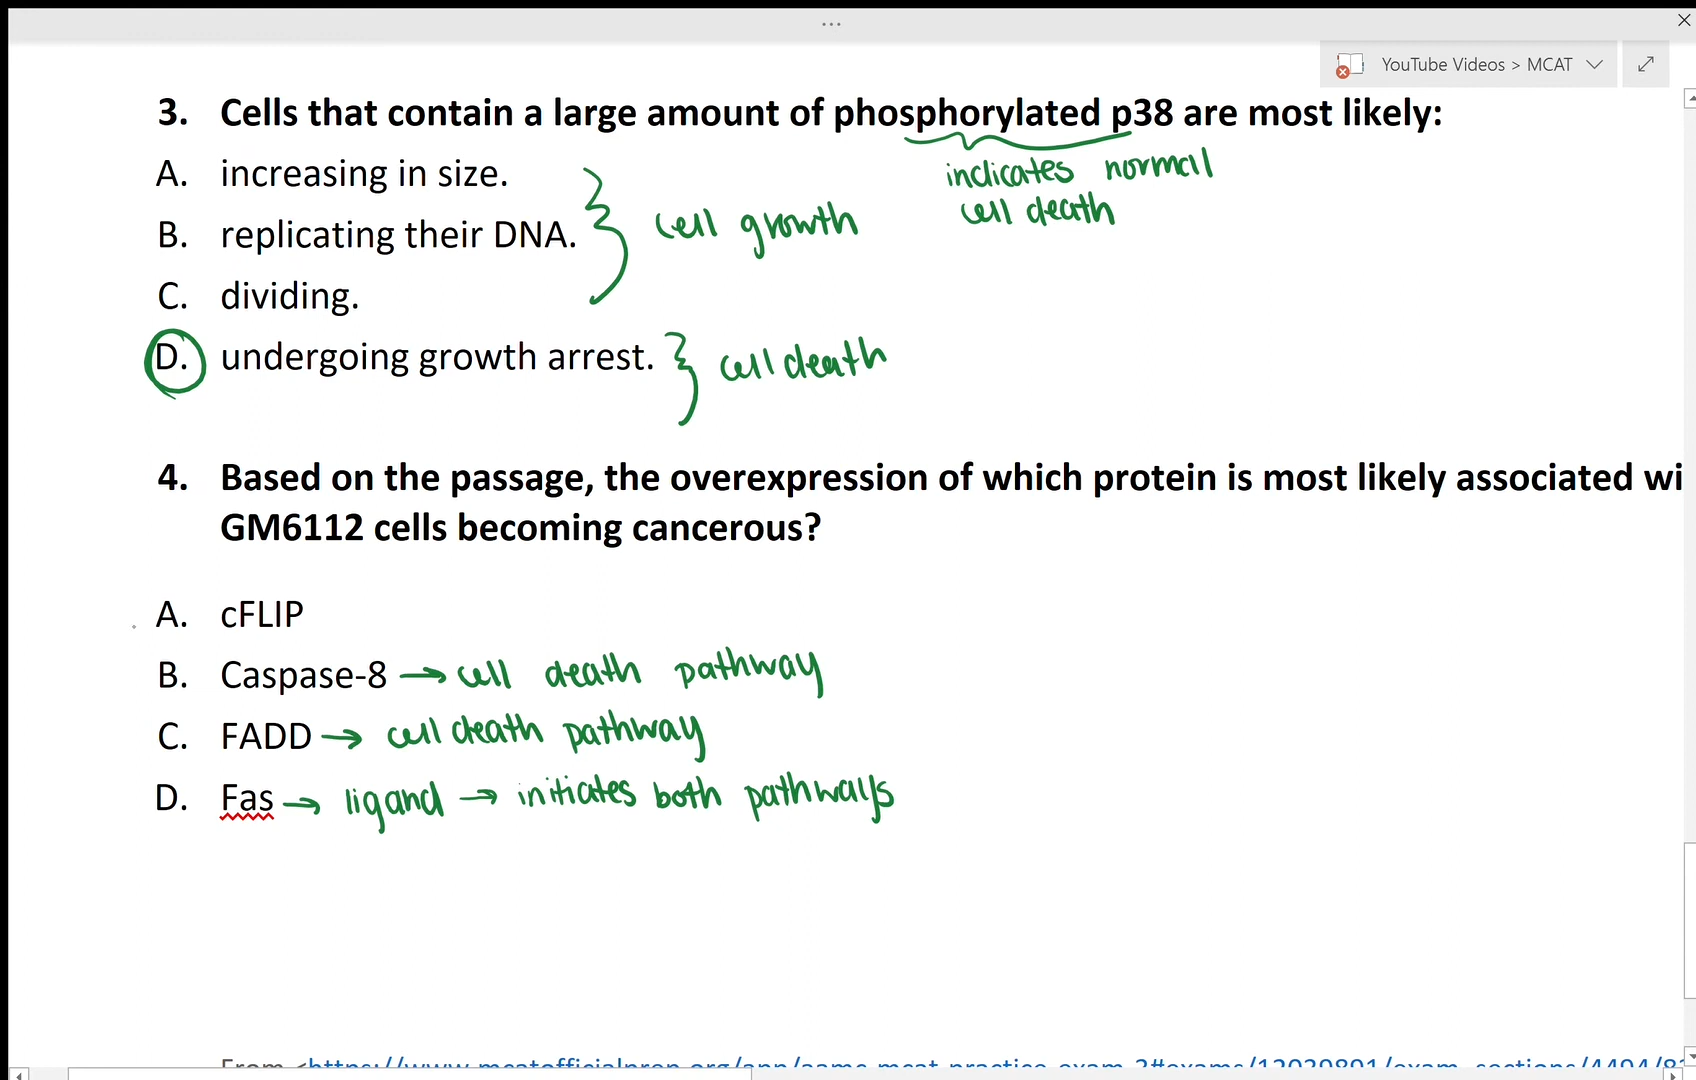 YouTube Videos > MCAT
3. Cells that contain a large amount of phosphorylated p38 are most likely:
indicates normal
cell death
A. increasing in size.
B. replicating their DNA.
cell growth
C. dividing.
D. undergoing growth arrest.
cell death
4. Based on the passage, the overexpression of which protein is most likely associated wi
GM6112 cells becoming cancerous?
A. cFLIP
B. Caspase-8 → cell death pathway
C. FADD → cell death pathway
D. Fas → ligand → initiates both pathways